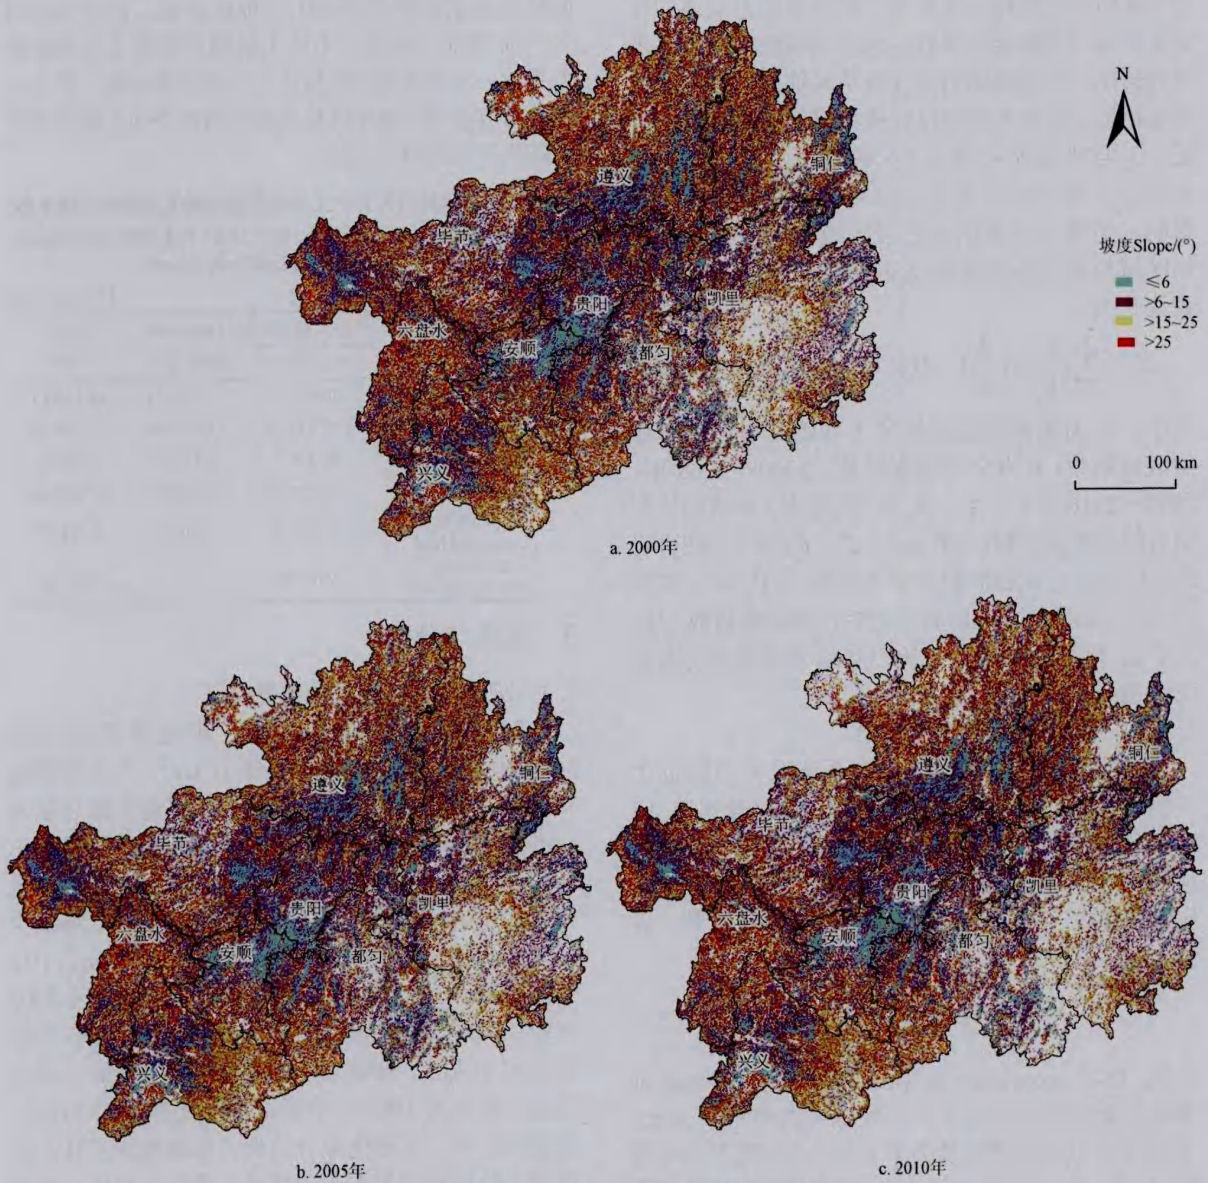 N
铜仁
遵义
毕节
坡度Slope/(°)
≤6
>6~15
>15~25
>25
贵阳
凯里
六盘水
安顺
都匀
兴义
0 100 km
a. 2000年
铜仁
遵义
毕节
贵阳
凯里
六盘水
安顺
都匀
兴义
b. 2005年
铜仁
遵义
毕节
贵阳
凯里
六盘水
安顺
都匀
兴义
c. 2010年